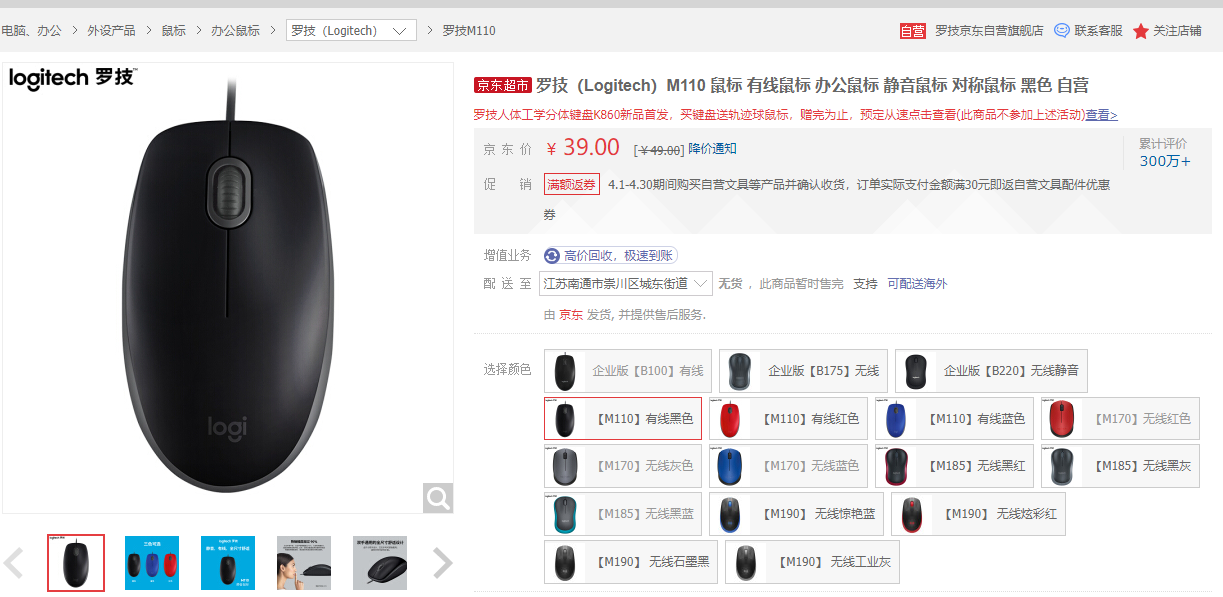 电脑、办公 > 外设产品 > 鼠标 > 办公鼠标 > 罗技（Logitech） > 罗技M110
自营 罗技京东自营旗舰店 联系客服 关注店铺
logitech 罗技™
logi
京东超市 罗技（Logitech）M110 鼠标 有线鼠标 办公鼠标 静音鼠标 对称鼠标 黑色 自营
罗技人体工学分体键盘K860新品首发，买键盘送轨迹球鼠标，赠完为止，预定从速点击查看(此商品不参加上述活动)查看>
京 东 价 ￥ 39.00 [￥49.00] 降价通知
累计评价
300万+
促 销 满额返券 4.1-4.30期间购买自营文具等产品并确认收货，订单实际支付金额满30元即返自营文具配件优惠
券
增值业务 高价回收，极速到账
配 送 至 江苏南通市崇川区城东街道 无货 ，此商品暂时售完 支持 可配送海外
由 京东 发货, 并提供售后服务.
选择颜色 企业版【B100】有线 企业版【B175】无线 企业版【B220】无线静音
【M110】有线黑色 【M110】有线红色 【M110】有线蓝色 【M170】无线红色
【M170】无线灰色 【M170】无线蓝色 【M185】无线黑红 【M185】无线黑灰
【M185】无线黑蓝 【M190】 无线惊艳蓝 【M190】 无线炫彩红
【M190】 无线石墨黑 【M190】 无线工业灰
三色可选